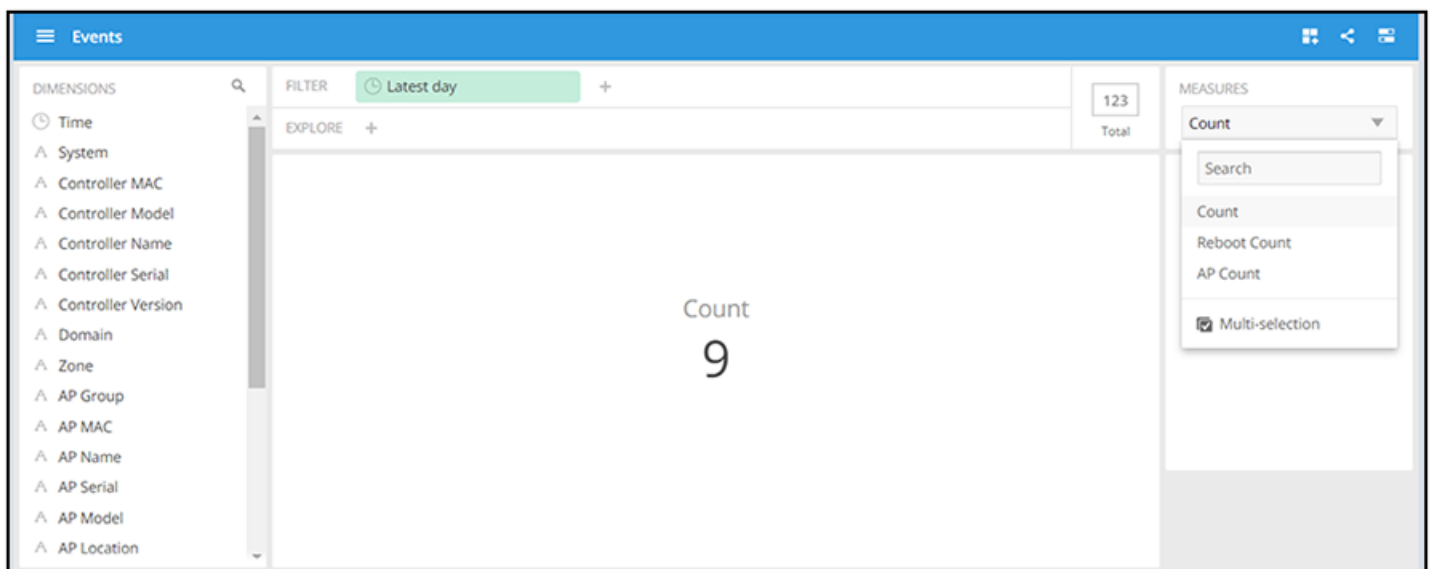 Events
DIMENSIONS
Time
System
Controller MAC
Controller Model
Controller Name
Controller Serial
Controller Version
Domain
Zone
AP Group
AP MAC
AP Name
AP Serial
AP Model
AP Location
FILTER
Latest day
+
EXPLORE +
123
Total
Count
9
MEASURES
Count
Search
Count
Reboot Count
AP Count
Multi-selection